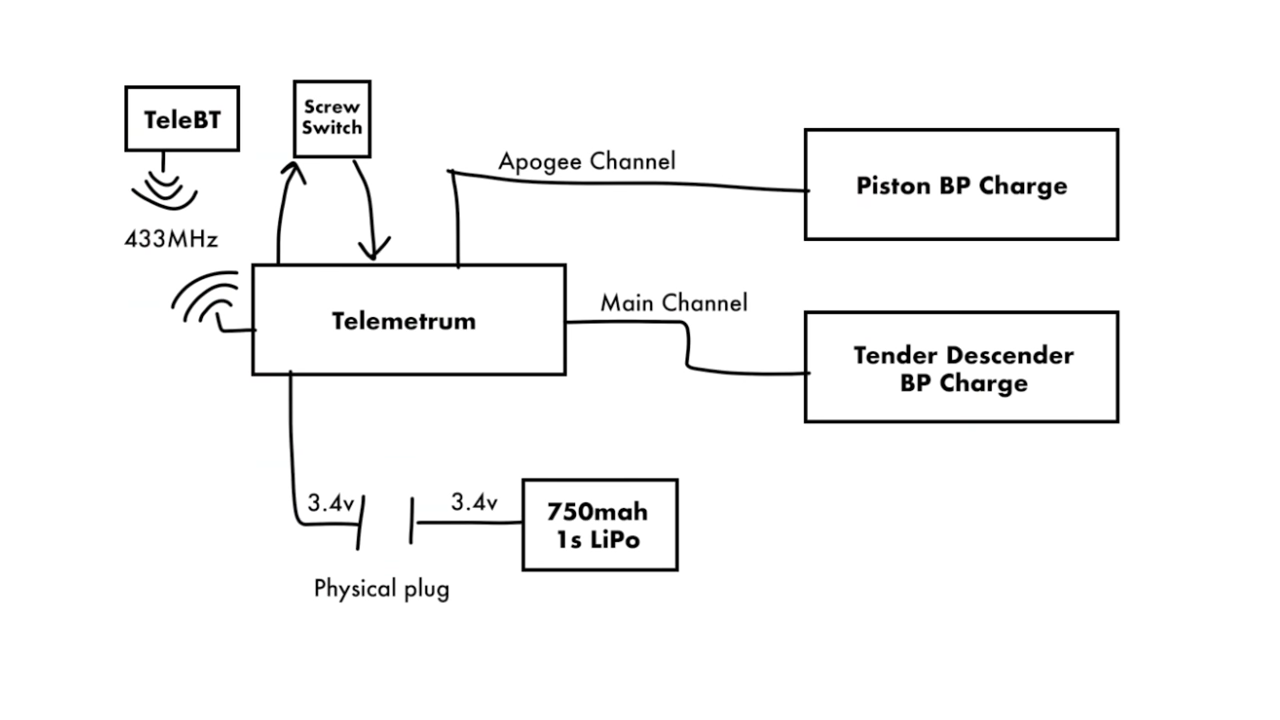 TeleBT
Screw
Switch
433MHz
Apogee Channel
Piston BP Charge
Telemetrum
Main Channel
Tender Descender
BP Charge
3.4v
3.4v
750mah
1s LiPo
Physical plug